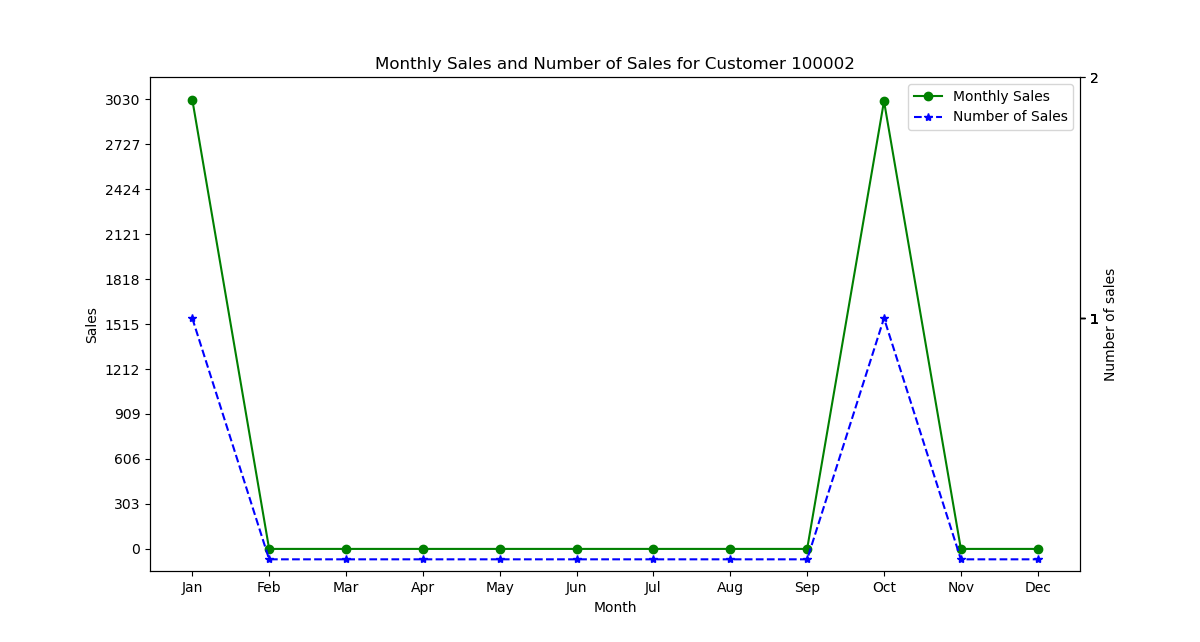 Monthly Sales and Number of Sales for Customer 100002
Monthly Sales
Number of Sales
3030
2727
2424
2121
1818
1515
1212
909
606
303
0
Sales
2
1
Number of sales
Jan Feb Mar Apr May Jun Jul Aug Sep Oct Nov Dec
Month